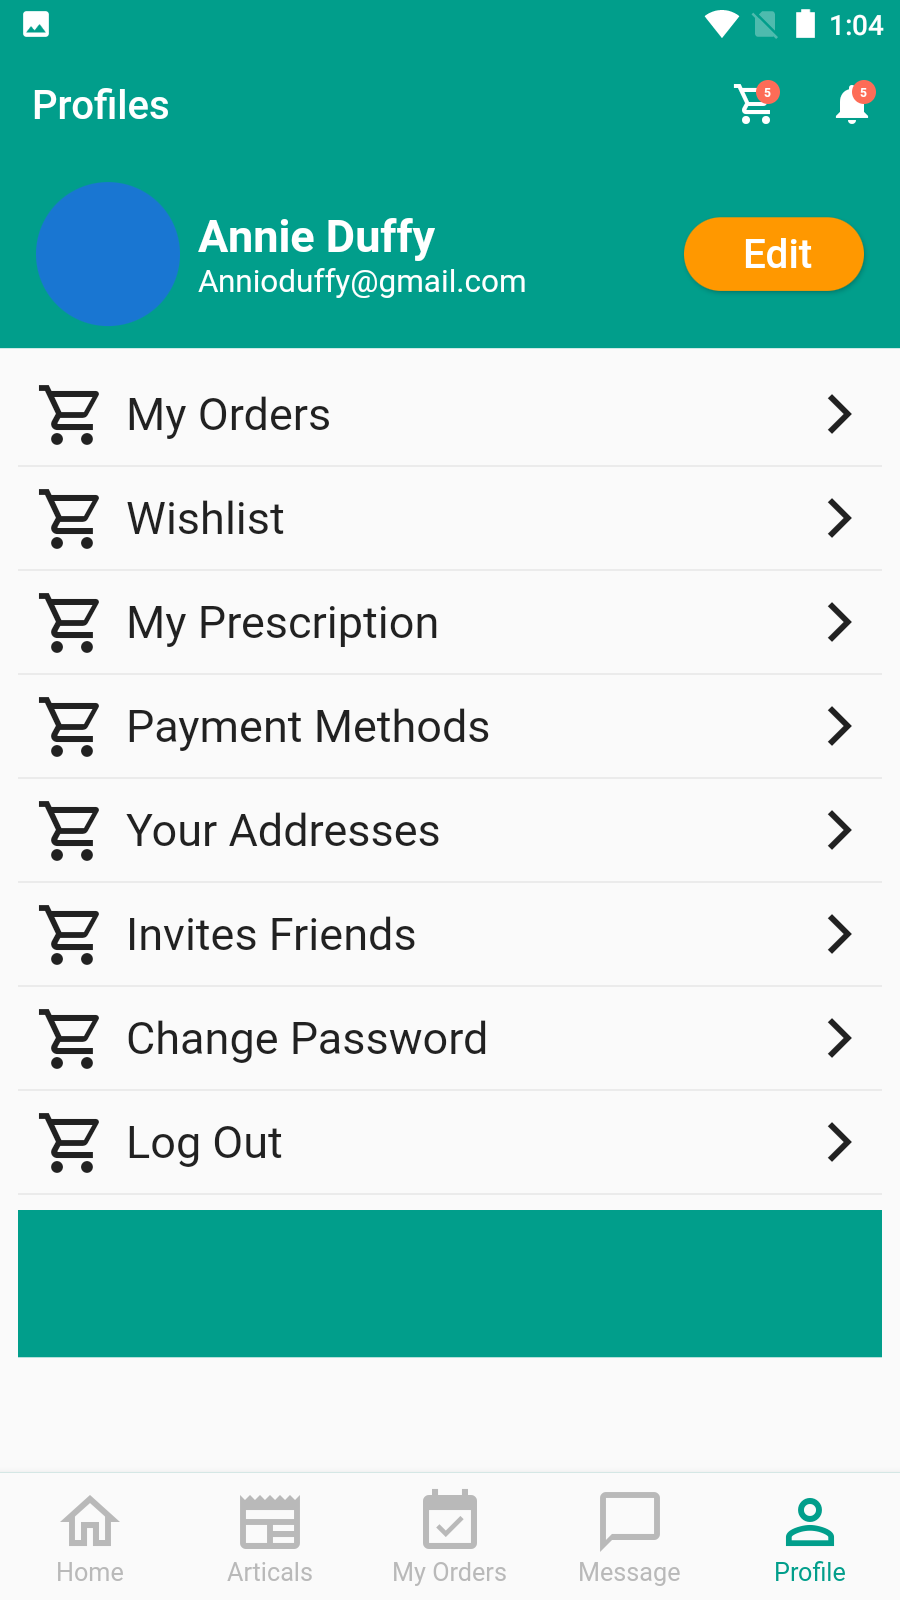 1:04
Profiles
5
5
Annie Duffy
Annioduffy@gmail.com
Edit
My Orders
Wishlist
My Prescription
Payment Methods
Your Addresses
Invites Friends
Change Password
Log Out
Home
Articals
My Orders
Message
Profile